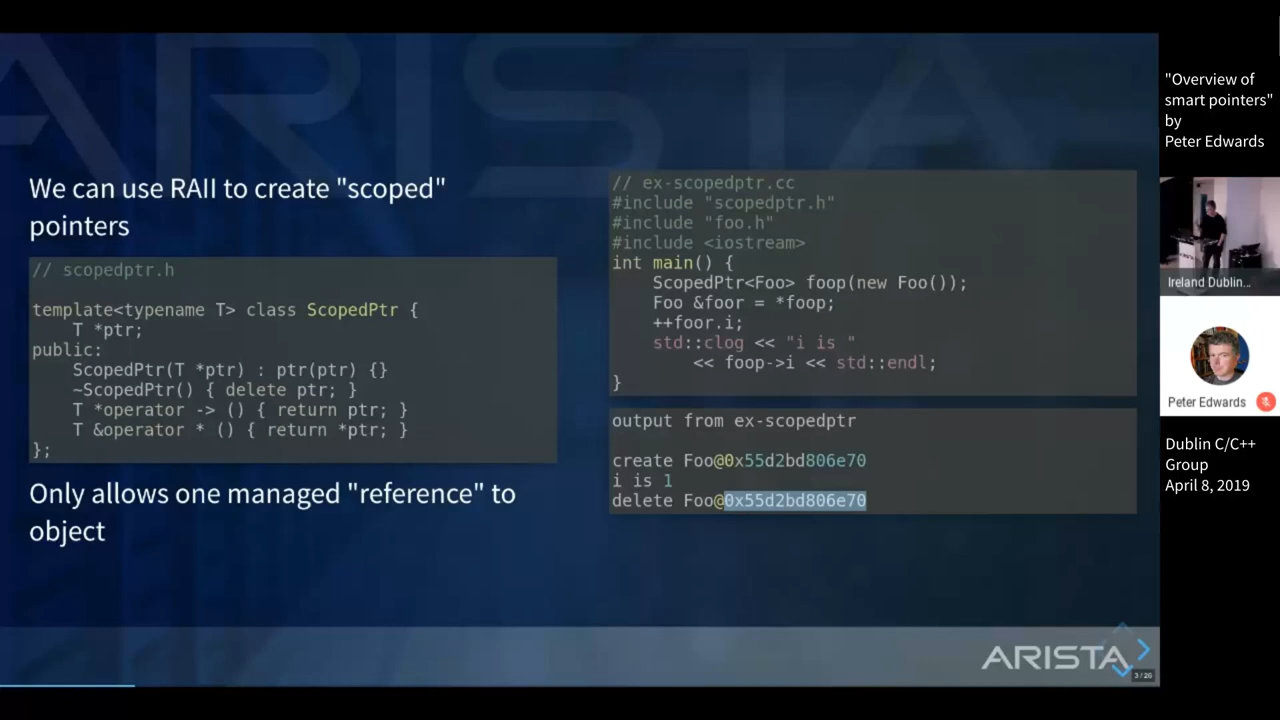 ARISTA
We can use RAII to create "scoped"
pointers
// scopedptr.h
template<typename T> class ScopedPtr {
    T *ptr;
public:
    ScopedPtr(T *ptr) : ptr(ptr) {}
    ~ScopedPtr() { delete ptr; }
    T *operator -> () { return ptr; }
    T &operator * () { return *ptr; }
};
Only allows one managed "reference" to
object
// ex-scopedptr.cc
#include "scopedptr.h"
#include "foo.h"
#include <iostream>
int main() {
    ScopedPtr<Foo> foop(new Foo());
    Foo &foor = *foop;
    ++foor.i;
    std::clog << "i is "
        << foop->i << std::endl;
}
output from ex-scopedptr
create Foo@0x55d2bd806e70
i is 1
delete Foo@0x55d2bd806e70
ARISTA
3 / 26
"Overview of
smart pointers"
by
Peter Edwards
Ireland Dublin...
Peter Edwards
Dublin C/C++
Group
April 8, 2019